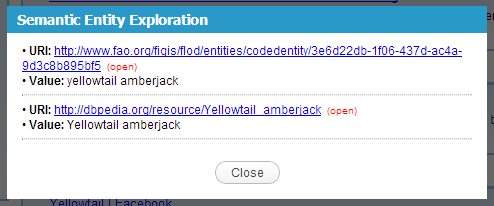 Semantic Entity Exploration
• URI: http://www.fao.org/figis/flod/entities/codedentity/3e6d22db-1f06-437d-ac4a-
9d3c8b895bf5 (open)
• Value: yellowtail amberjack
• URI: http://dbpedia.org/resource/Yellowtail_amberjack (open)
• Value: Yellowtail amberjack
Close
Yellowtail | Facebook